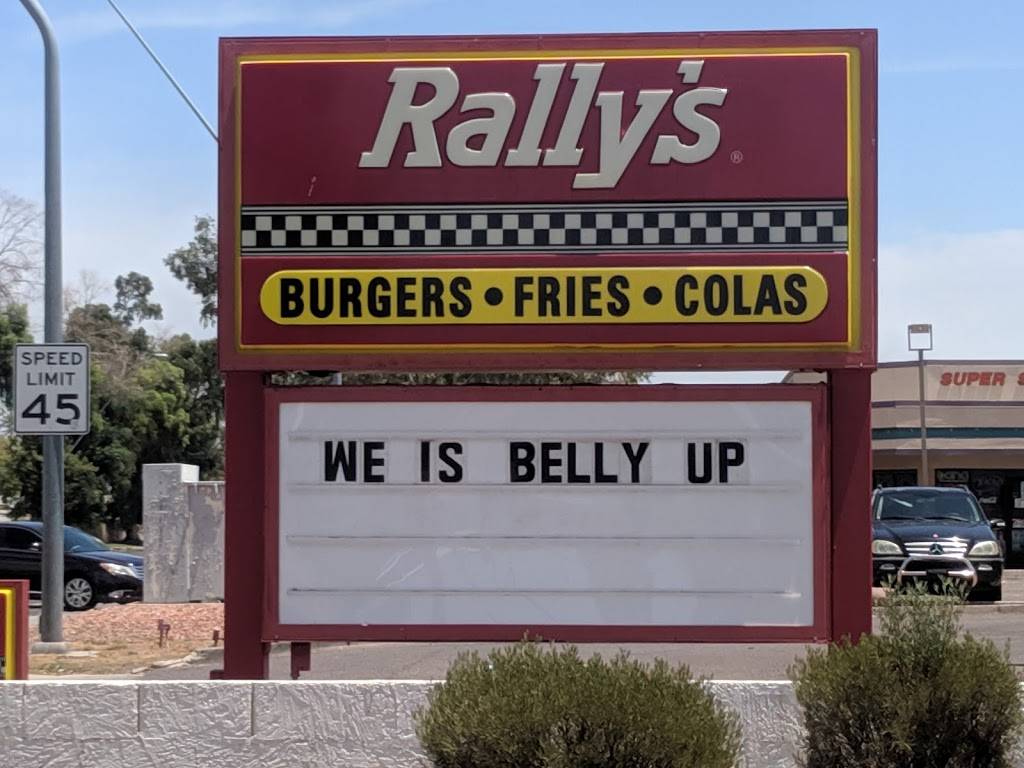 Rally's®
BURGERS • FRIES • COLAS
WE IS BELLY UP
SPEED
LIMIT
45
SUPER